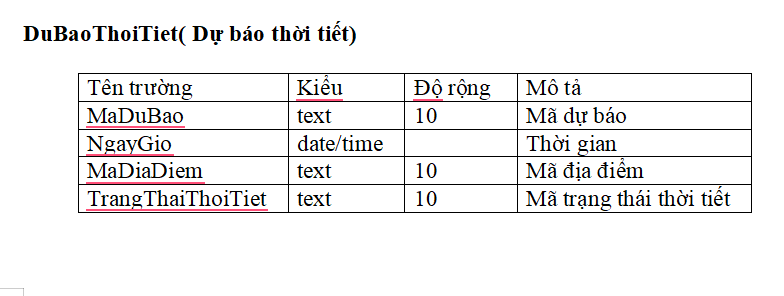 DuBaoThoiTiet( Dự báo thời tiết)
Tên trường Kiểu Độ rộng Mô tả
MaDuBao text 10 Mã dự báo
NgayGio date/time Thời gian
MaDiaDiem text 10 Mã địa điểm
TrangThaiThoiTiet text 10 Mã trạng thái thời tiết